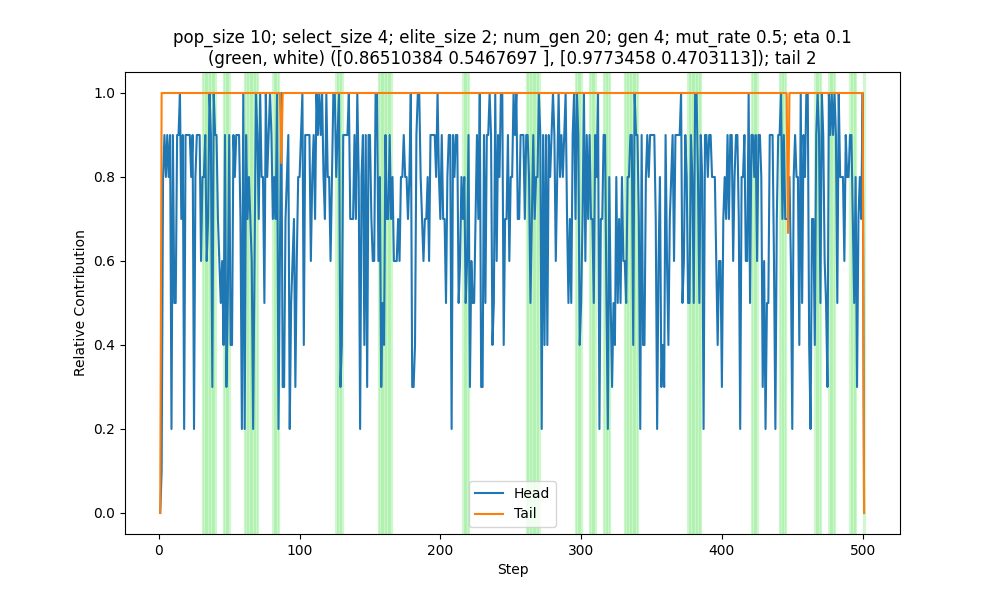 pop_size 10; select_size 4; elite_size 2; num_gen 20; gen 4; mut_rate 0.5; eta 0.1
(green, white) ([0.86510384 0.5467697 ], [0.9773458 0.4703113]); tail 2
1.0
0.8
0.6
0.4
0.2
0.0
Relative Contribution
Head
Tail
0 100 200 300 400 500
Step